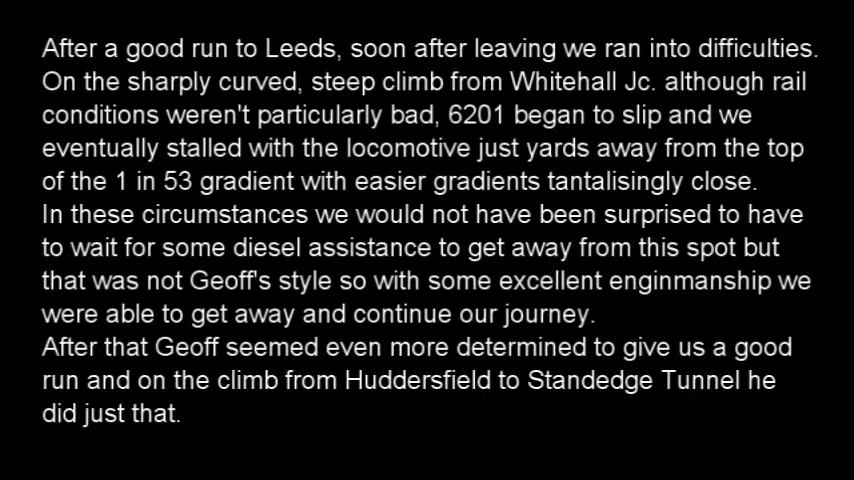 After a good run to Leeds, soon after leaving we ran into difficulties.
On the sharply curved, steep climb from Whitehall Jc. although rail
conditions weren't particularly bad, 6201 began to slip and we
eventually stalled with the locomotive just yards away from the top
of the 1 in 53 gradient with easier gradients tantalisingly close.
In these circumstances we would not have been surprised to have
to wait for some diesel assistance to get away from this spot but
that was not Geoff's style so with some excellent enginmanship we
were able to get away and continue our journey.
After that Geoff seemed even more determined to give us a good
run and on the climb from Huddersfield to Standedge Tunnel he
did just that.